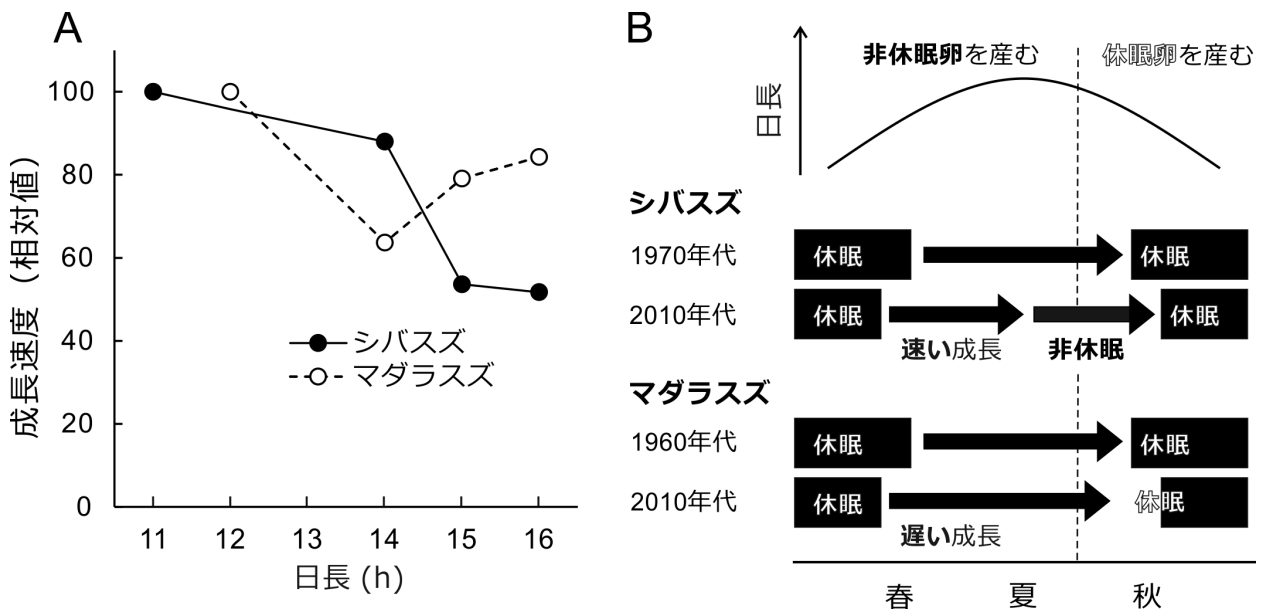 A
成長速度（相対値）
100
80
60
40
20
0
シバスズ
マダラスズ
11 12 13 14 15 16
日長 (h)
B
日長
非休眠卵を産む 休眠卵を産む
シバスズ
1970年代 休眠 休眠
2010年代 休眠 休眠
速い成長 非休眠
マダラスズ
1960年代 休眠 休眠
2010年代 休眠 休眠
遅い成長
春 夏 秋